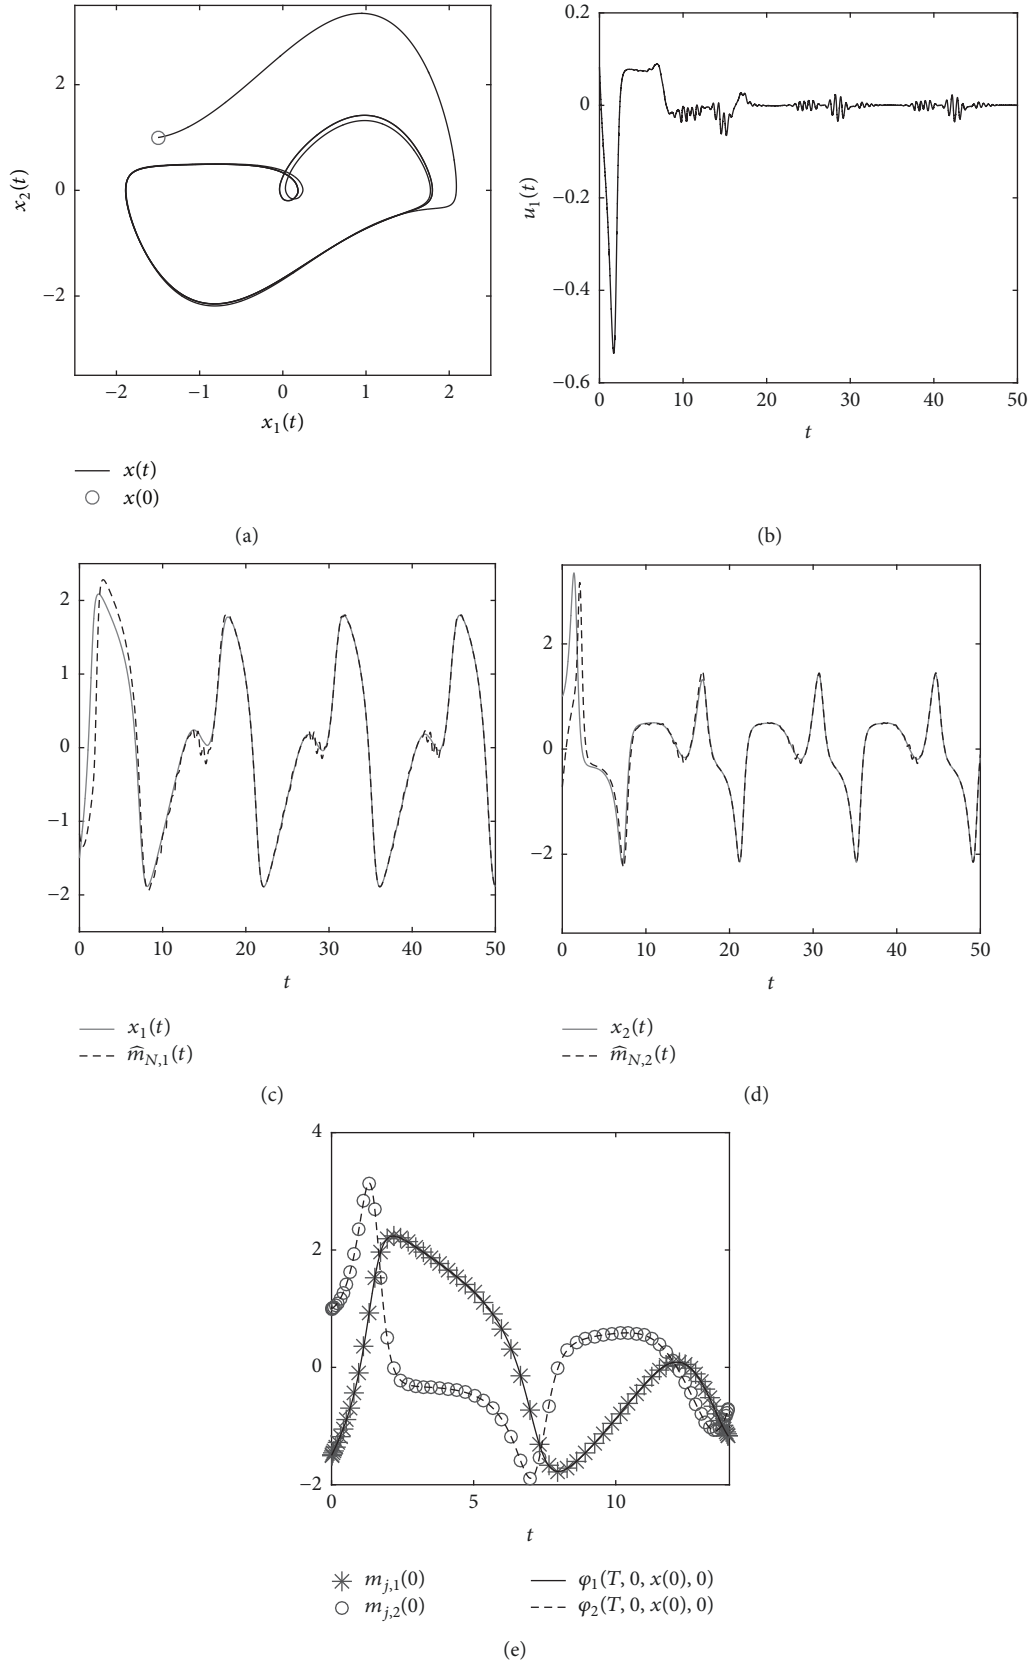 2
0
−2
x2(t)
−2
−1
0
1
2
x1(t)
x(t)
x(0)
(a)
0.2
0
−0.2
−0.4
−0.6
u1(t)
0
10
20
30
40
50
t
(b)
2
1
0
−1
−2
0
10
20
30
40
50
t
x1(t)
m̂N,1(t)
(c)
2
0
−2
0
10
20
30
40
50
t
x2(t)
m̂N,2(t)
(d)
4
2
0
−2
0
5
10
t
mj,1(0)
mj,2(0)
φ1(T, 0, x(0), 0)
φ2(T, 0, x(0), 0)
(e)